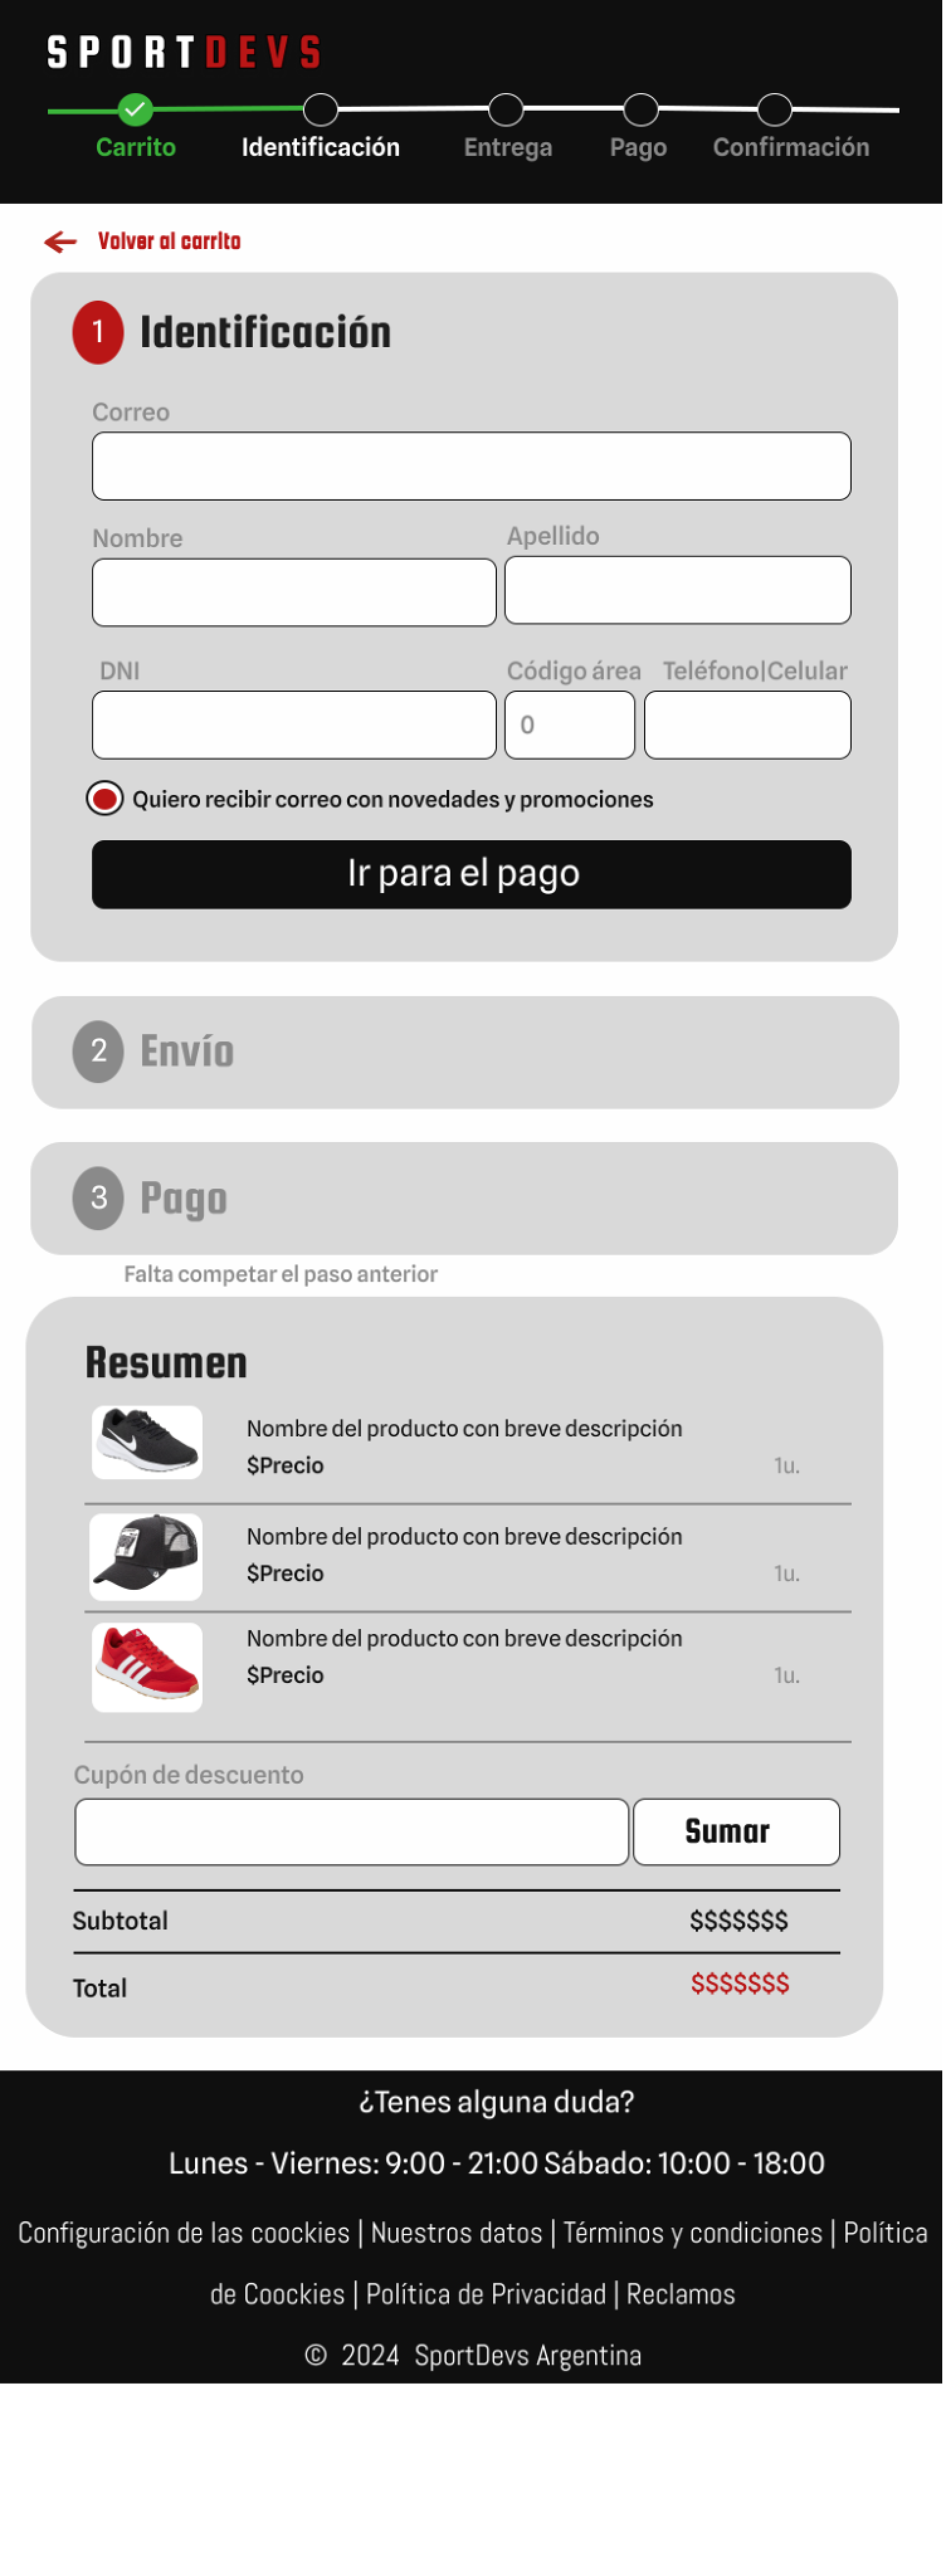 SPORTDEVS
Carrito Identificación Entrega Pago Confirmación
Volver al carrito
1 Identificación
Correo
Nombre Apellido
DNI Código área Teléfono|Celular
0
Quiero recibir correo con novedades y promociones
Ir para el pago
2 Envío
3 Pago
Falta competar el paso anterior
Resumen
Nombre del producto con breve descripción
$Precio 1u.
Nombre del producto con breve descripción
$Precio 1u.
Nombre del producto con breve descripción
$Precio 1u.
Cupón de descuento
Sumar
Subtotal $$$$$$$
Total $$$$$$$
¿Tenes alguna duda?
Lunes - Viernes: 9:00 - 21:00 Sábado: 10:00 - 18:00
Configuración de las coockies | Nuestros datos | Términos y condiciones | Política
de Coockies | Política de Privacidad | Reclamos
© 2024 SportDevs Argentina